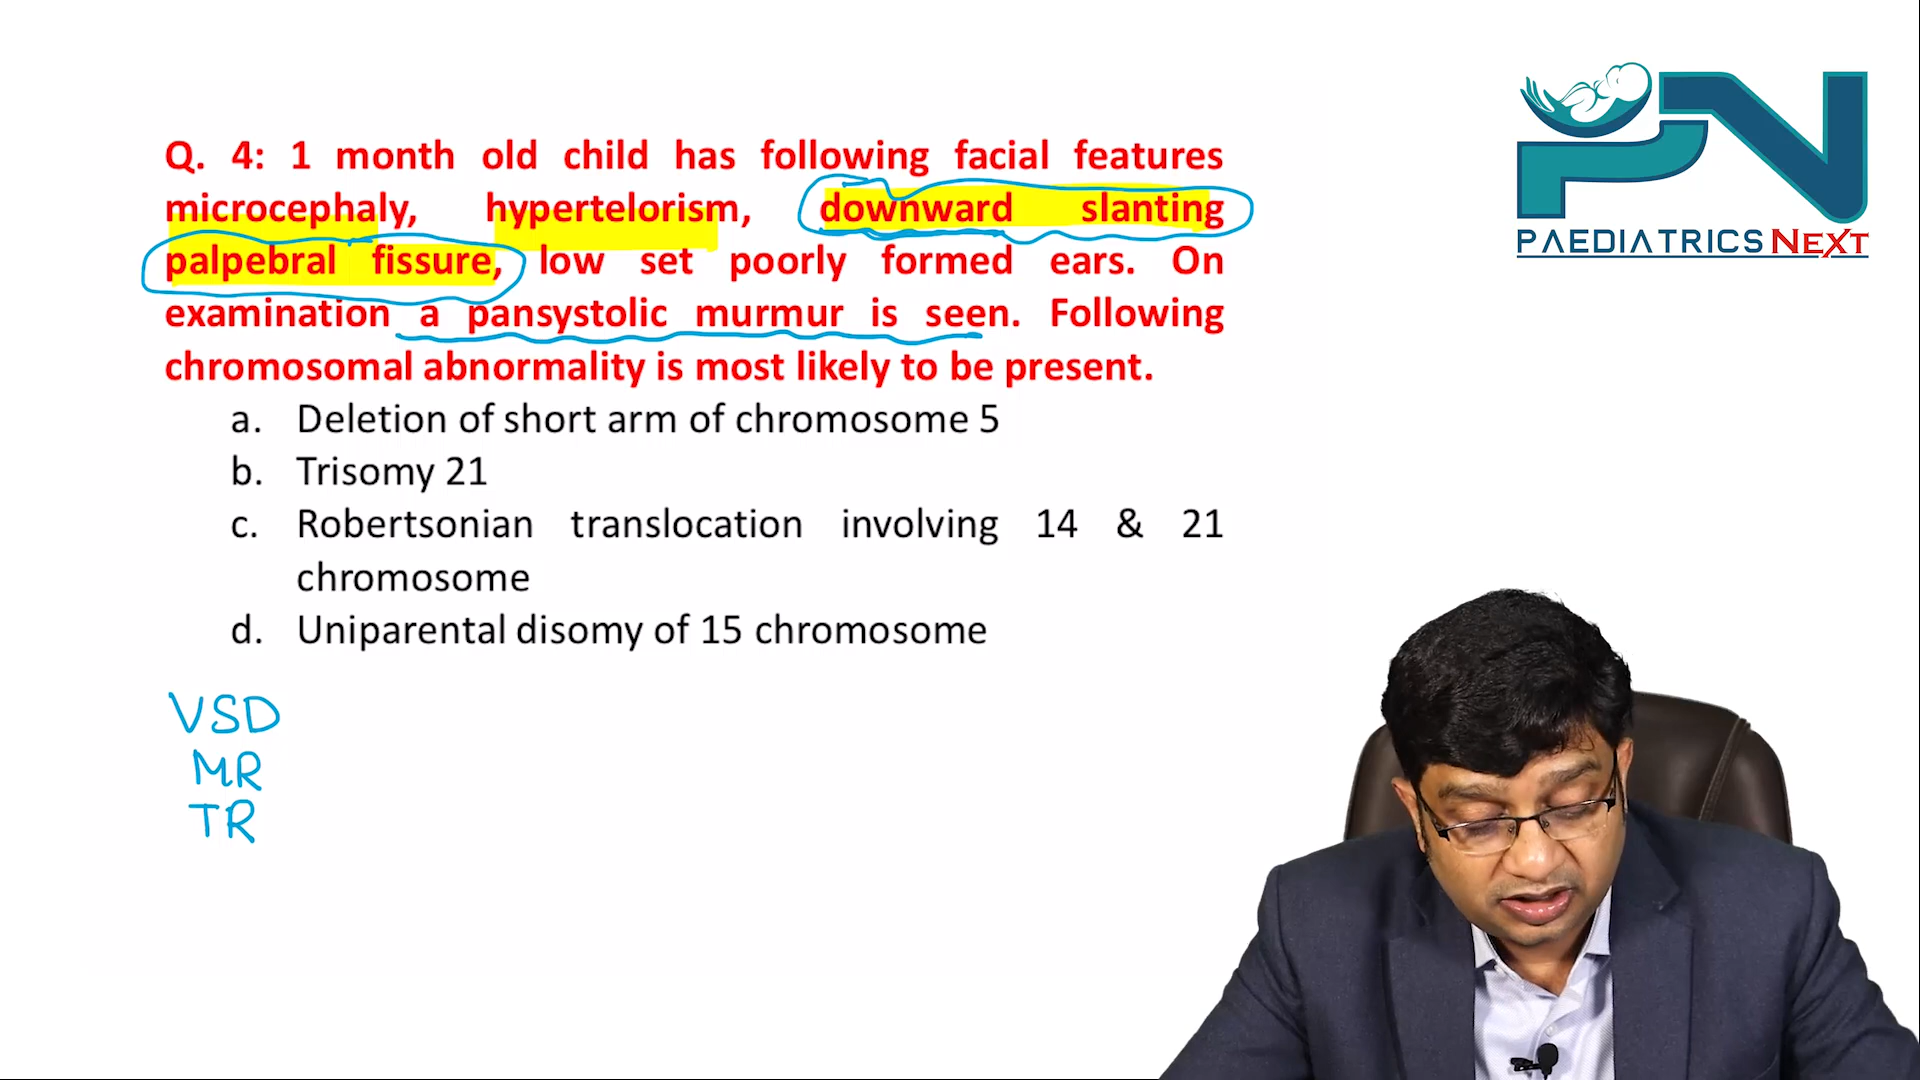 Q. 4: 1 month old child has following facial features
microcephaly, hypertelorism, downward slanting
palpebral fissure, low set poorly formed ears. On
examination a pansystolic murmur is seen. Following
chromosomal abnormality is most likely to be present.
a. Deletion of short arm of chromosome 5
b. Trisomy 21
c. Robertsonian translocation involving 14 & 21
chromosome
d. Uniparental disomy of 15 chromosome
VSD
MR
TR
PN
PAEDIATRICS NEXT